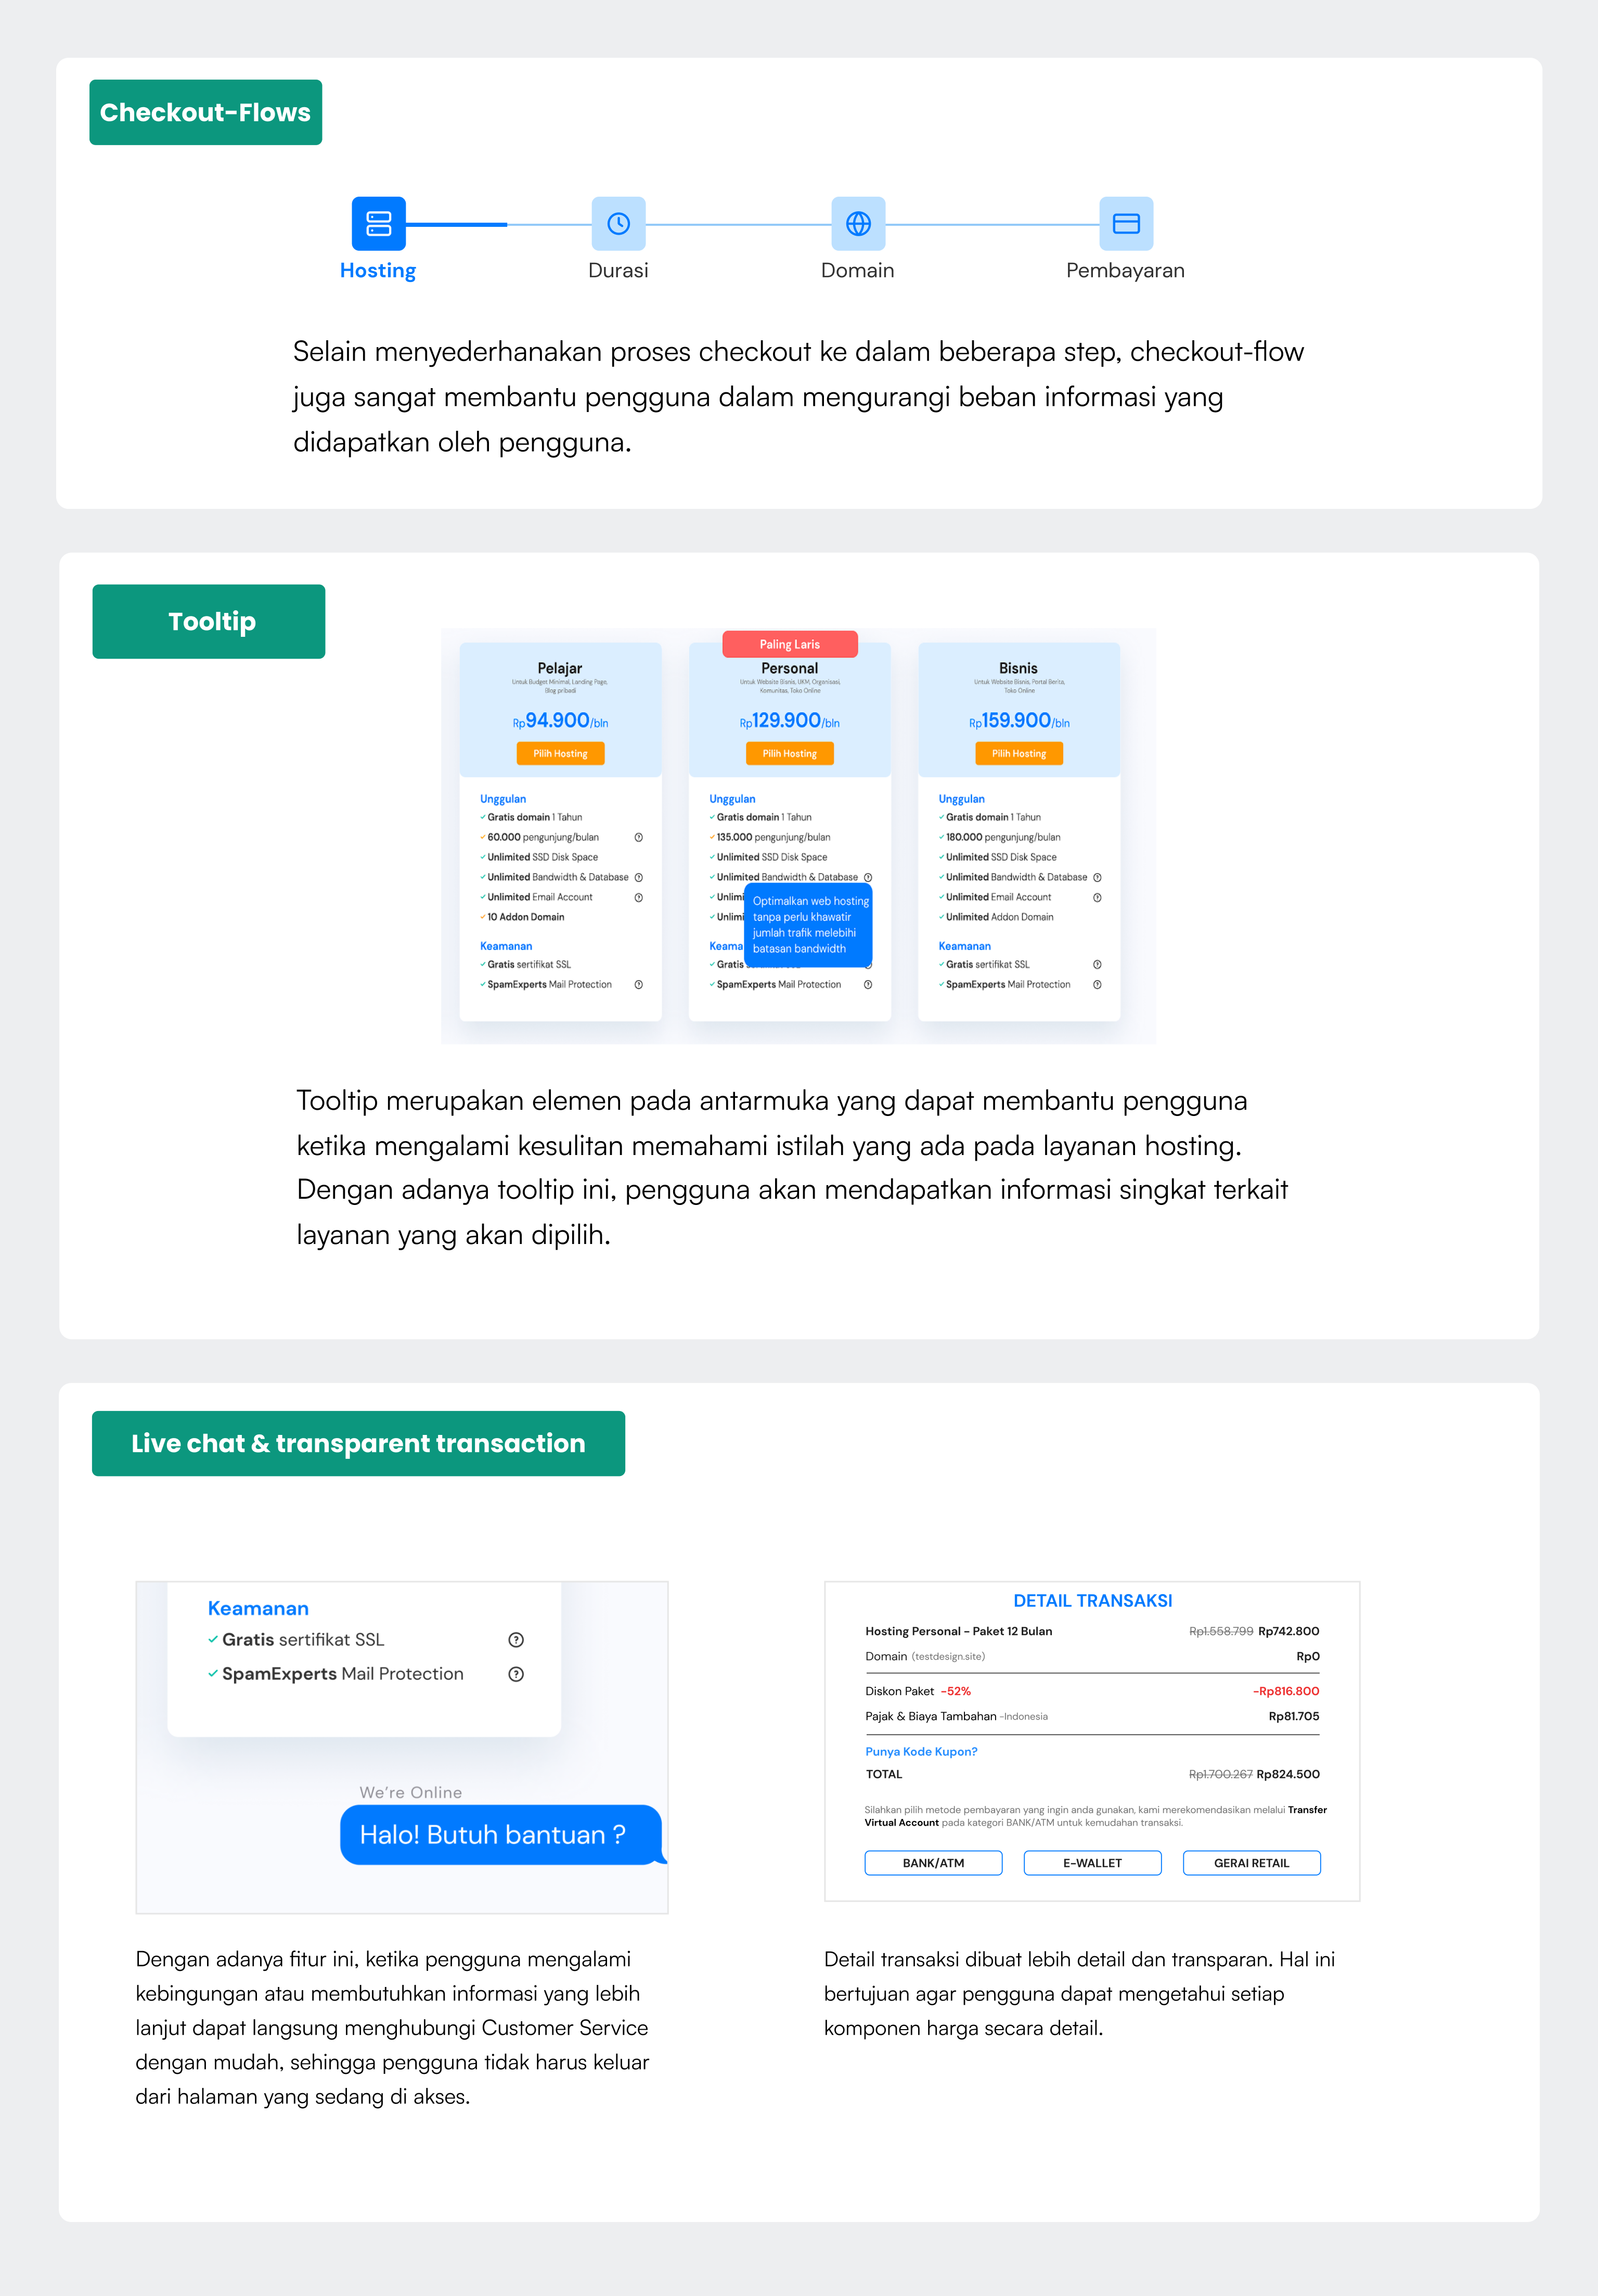 Checkout-Flows
Hosting
Durasi
Domain
Pembayaran
Selain menyederhanakan proses checkout ke dalam beberapa step, checkout-flow
juga sangat membantu pengguna dalam mengurangi beban informasi yang
didapatkan oleh pengguna.
Tooltip
Pelajar
Untuk Budget Minimal, Landing Page,
Blog pribadi
Rp94.900/bln
Pilih Hosting
Unggulan
Gratis domain 1 Tahun
60.000 pengunjung/bulan
Unlimited SSD Disk Space
Unlimited Bandwidth & Database
Unlimited Email Account
10 Addon Domain
Keamanan
Gratis sertifikat SSL
SpamExperts Mail Protection
Paling Laris
Personal
Untuk Website Bisnis, UKM, Organisasi,
Komunitas, Toko Online
Rp129.900/bln
Pilih Hosting
Unggulan
Gratis domain 1 Tahun
135.000 pengunjung/bulan
Unlimited SSD Disk Space
Unlimited Bandwidth & Database
Optimalkan web hosting
tanpa perlu khawatir
jumlah trafik melebihi
batasan bandwidth
Gratis
SpamExperts Mail Protection
Bisnis
Untuk Website Bisnis, Portal Berita,
Toko Online
Rp159.900/bln
Pilih Hosting
Unggulan
Gratis domain 1 Tahun
180.000 pengunjung/bulan
Unlimited SSD Disk Space
Unlimited Bandwidth & Database
Unlimited Email Account
Unlimited Addon Domain
Keamanan
Gratis sertifikat SSL
SpamExperts Mail Protection
Tooltip merupakan elemen pada antarmuka yang dapat membantu pengguna
ketika mengalami kesulitan memahami istilah yang ada pada layanan hosting.
Dengan adanya tooltip ini, pengguna akan mendapatkan informasi singkat terkait
layanan yang akan dipilih.
Live chat & transparent transaction
Keamanan
Gratis sertifikat SSL
SpamExperts Mail Protection
We're Online
Halo! Butuh bantuan ?
Dengan adanya fitur ini, ketika pengguna mengalami
kebingungan atau membutuhkan informasi yang lebih
lanjut dapat langsung menghubungi Customer Service
dengan mudah, sehingga pengguna tidak harus keluar
dari halaman yang sedang di akses.
DETAIL TRANSAKSI
Hosting Personal - Paket 12 Bulan Rp1.558.799 Rp742.800
Domain (testdesign.site) Rp0
Diskon Paket -52% -Rp816.800
Pajak & Biaya Tambahan -Indonesia Rp81.705
Punya Kode Kupon?
TOTAL Rp1.700.267 Rp824.500
Silahkan pilih metode pembayaran yang ingin anda gunakan, kami merekomendasikan melalui Transfer
Virtual Account pada kategori BANK/ATM untuk kemudahan transaksi.
BANK/ATM
E-WALLET
GERAI RETAIL
Detail transaksi dibuat lebih detail dan transparan. Hal ini
bertujuan agar pengguna dapat mengetahui setiap
komponen harga secara detail.